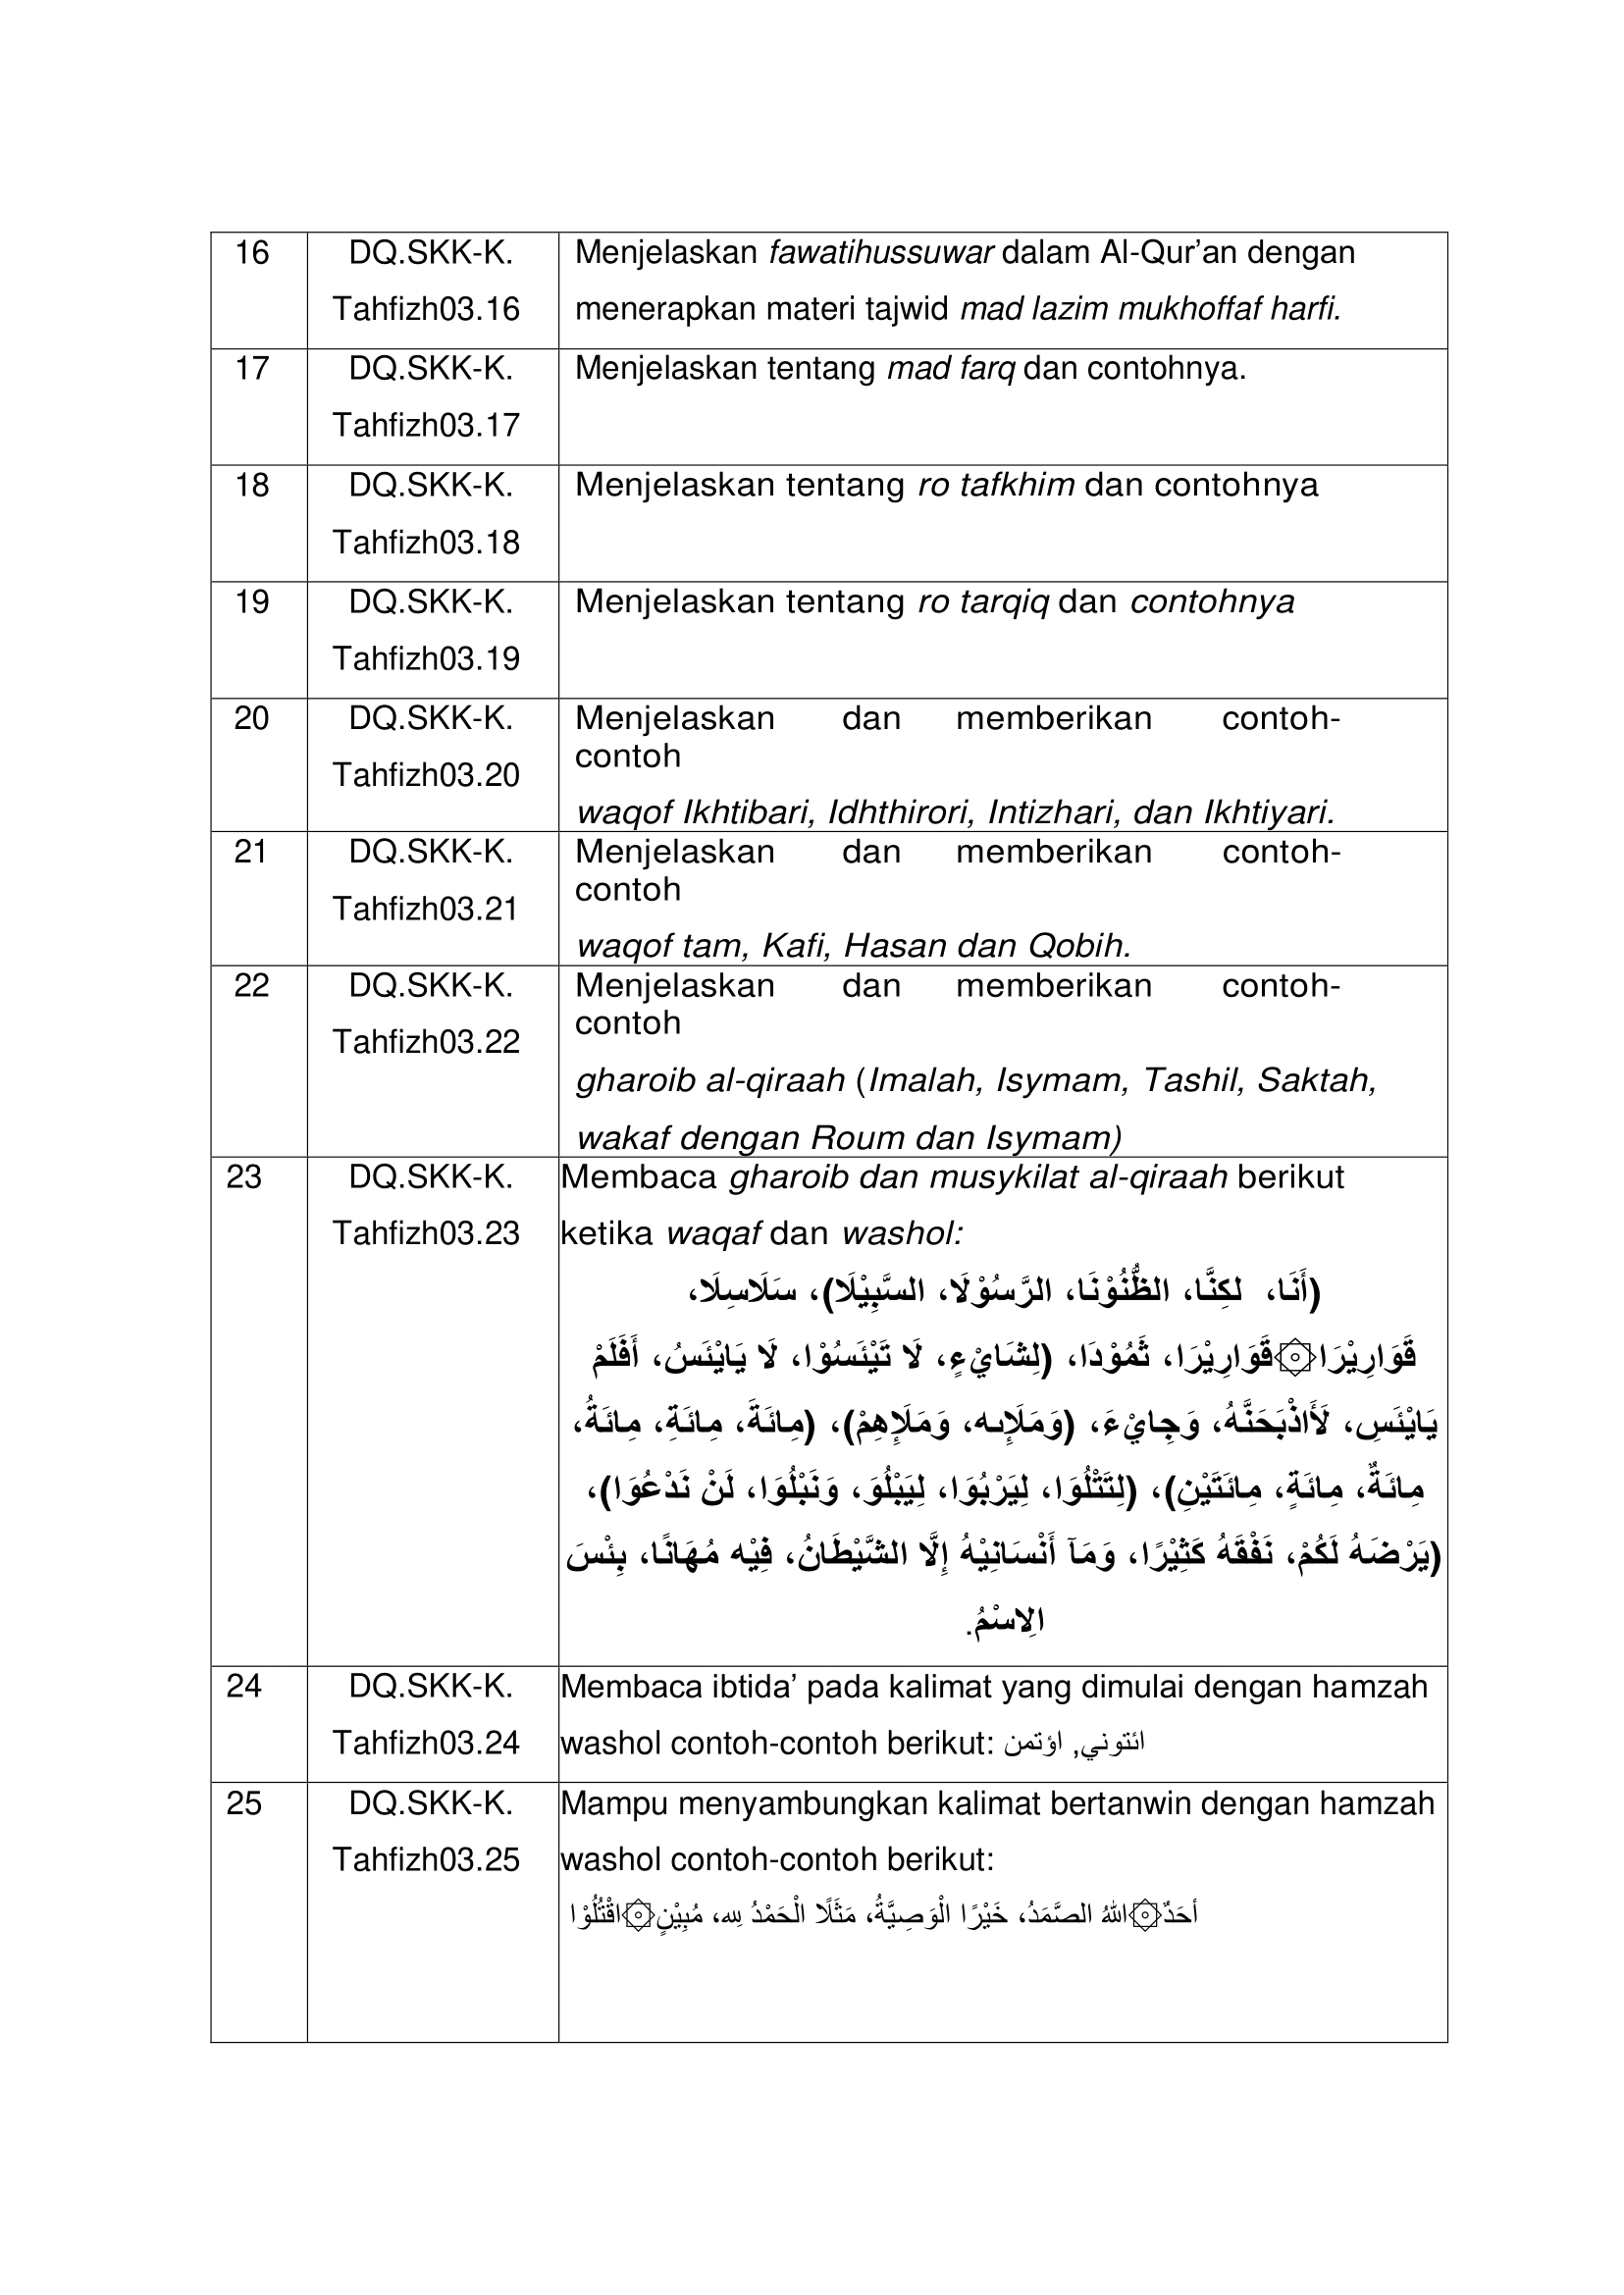 16
DQ.SKK-K.
Tahfizh03.16
Menjelaskan fawatihussuwar dalam Al-Qur’an dengan
menerapkan materi tajwid mad lazim mukhoffaf harfi.
17
DQ.SKK-K.
Tahfizh03.17
Menjelaskan tentang mad farq dan contohnya.
18
DQ.SKK-K.
Tahfizh03.18
Menjelaskan tentang ro tafkhim dan contohnya
19
DQ.SKK-K.
Tahfizh03.19
Menjelaskan tentang ro tarqiq dan contohnya
20
DQ.SKK-K.
Tahfizh03.20
Menjelaskan dan memberikan contoh-
contoh
waqof Ikhtibari, Idhthirori, Intizhari, dan Ikhtiyari.
21
DQ.SKK-K.
Tahfizh03.21
Menjelaskan dan memberikan contoh-
contoh
waqof tam, Kafi, Hasan dan Qobih.
22
DQ.SKK-K.
Tahfizh03.22
Menjelaskan dan memberikan contoh-
contoh
gharoib al-qiraah (Imalah, Isymam, Tashil, Saktah,
wakaf dengan Roum dan Isymam)
23
DQ.SKK-K.
Tahfizh03.23
Membaca gharoib dan musykilat al-qiraah berikut
ketika waqaf dan washol:
(أَنَا، لكِنَّا، الظُّنُوْنَا، الرَّسُوْلَا، السَّبِيْلَا)، سَلَاسِلَا،
قَوَارِيْرَا۞قَوَارِيْرَا، ثَمُوْدَا، (لِشَايْءٍ، لَا تَيْئَسُوْا، لَا يَايْئَسُ، أَفَلَمْ
يَايْئَسِ، لَأَاذْبَحَنَّهُ، وَجِايْءَ، (وَمَلَإِىه، وَمَلَإِهِمْ)، (مِائَةَ، مِائَةِ، مِائَةُ،
مِائَةٌ، مِائَةٍ، مِائَتَيْنِ)، (لِتَتْلُوَا، لِيَرْبُوَا، لِيَبْلُوَ، وَنَبْلُوَا، لَنْ نَدْعُوَا)،
(يَرْضَهُ لَكُمْ، نَفْقَهُ كَثِيْرًا، وَمَآ أَنْسَانِيْهُ إِلَّا الشَّيْطَانُ، فِيْه مُهَانًا، بِئْسَ
الِاسْمُ.
24
DQ.SKK-K.
Tahfizh03.24
Membaca ibtida’ pada kalimat yang dimulai dengan hamzah
washol contoh-contoh berikut: ائتوني, اؤتمن
25
DQ.SKK-K.
Tahfizh03.25
Mampu menyambungkan kalimat bertanwin dengan hamzah
washol contoh-contoh berikut:
أحَدٌ۞اللهُ الصَّمَدُ، خَيْرًا الْوَصِيَّةُ، مَثَلًا الْحَمْدُ لِله، مُبِيْنٍ۞اقْتُلُوْا